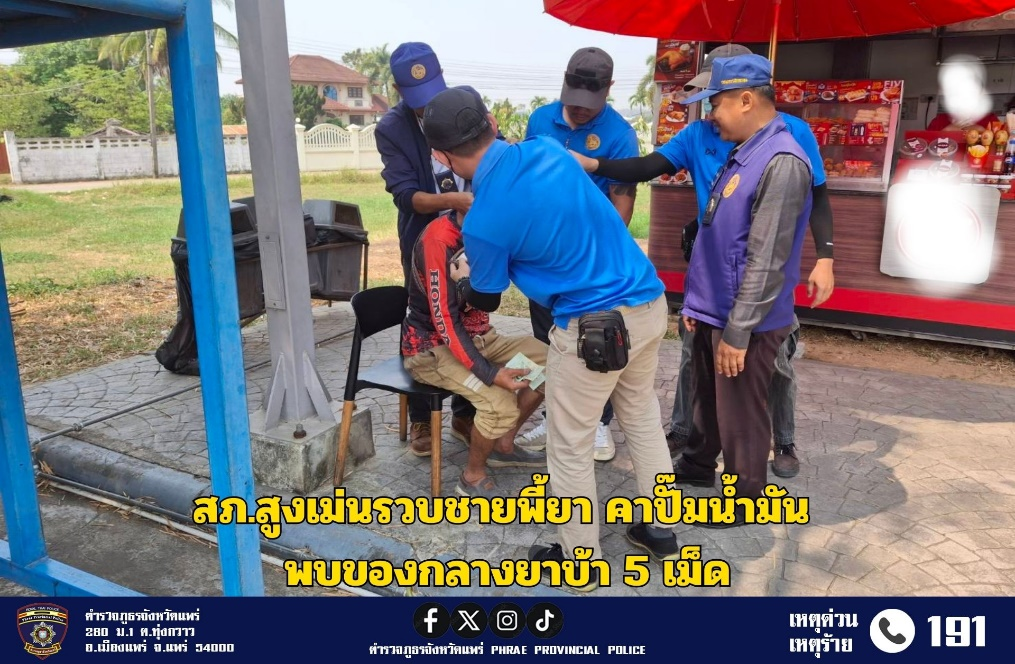 HONDA
สภ.สูงเม่นรวบชายพี้ยา คาปั๊มน้ำมัน
พบของกลางยาบ้า 5 เม็ด
ตำรวจภูธรจังหวัดแพร่
280 ม.1 ต.ทุ่งกวาว
อ.เมืองแพร่ จ.แพร่ 54000
ตำรวจภูธรจังหวัดแพร่ PHRAE PROVINCIAL POLICE
เหตุด่วน
เหตุร้าย
191